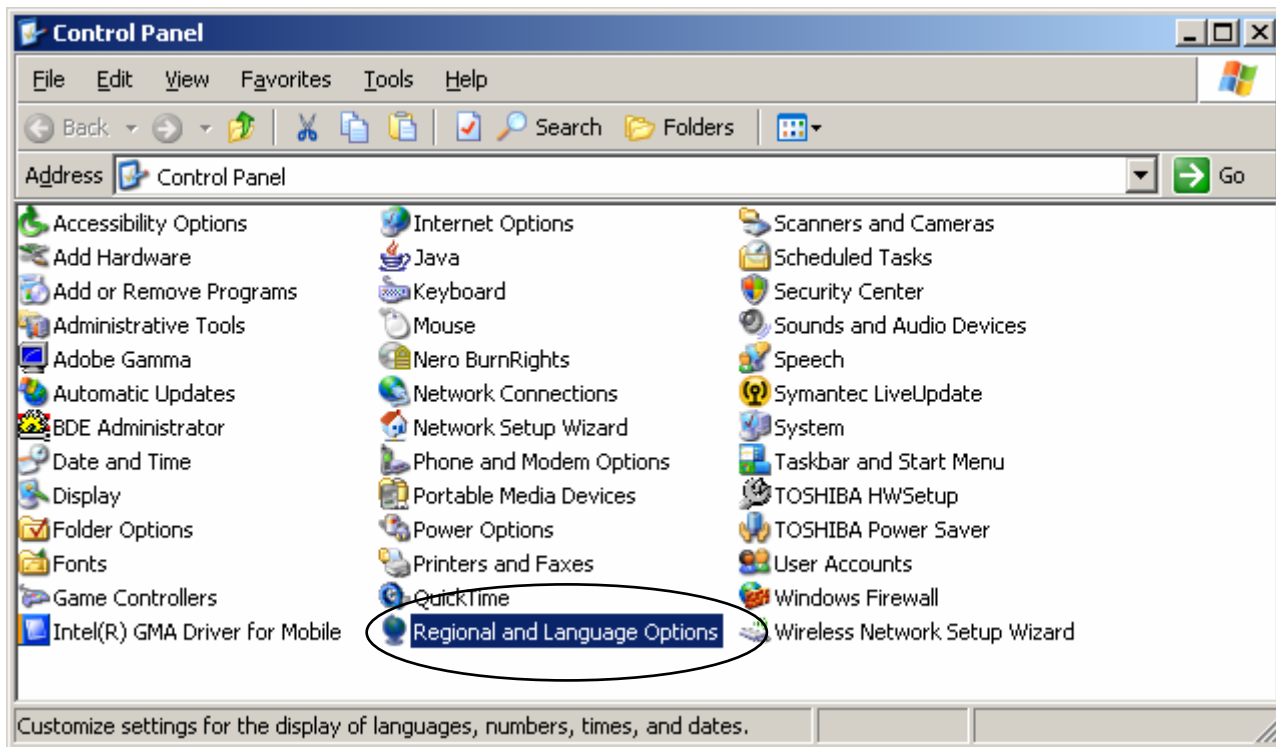 Control Panel
File Edit View Favorites Tools Help
Back Search Folders
Address Control Panel Go
Accessibility Options
Add Hardware
Add or Remove Programs
Administrative Tools
Adobe Gamma
Automatic Updates
BDE Administrator
Date and Time
Display
Folder Options
Fonts
Game Controllers
Intel(R) GMA Driver for Mobile
Internet Options
Java
Keyboard
Mouse
Nero BurnRights
Network Connections
Network Setup Wizard
Phone and Modem Options
Portable Media Devices
Power Options
Printers and Faxes
QuickTime
Regional and Language Options
Scanners and Cameras
Scheduled Tasks
Security Center
Sounds and Audio Devices
Speech
Symantec LiveUpdate
System
Taskbar and Start Menu
TOSHIBA HWSetup
TOSHIBA Power Saver
User Accounts
Windows Firewall
Wireless Network Setup Wizard
Customize settings for the display of languages, numbers, times, and dates.